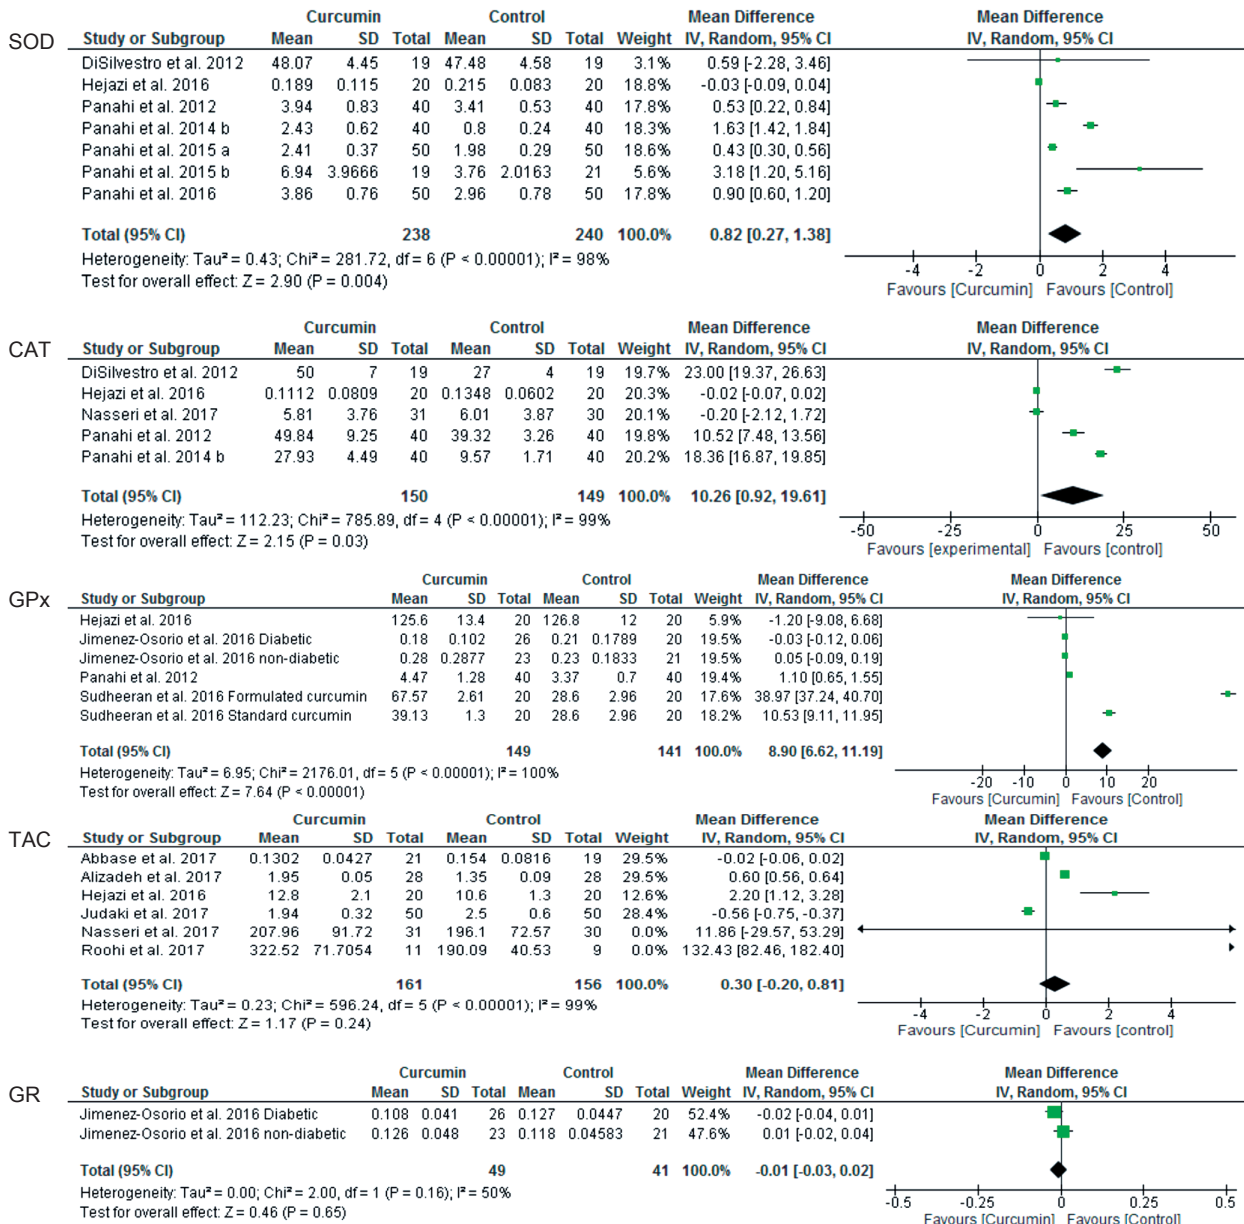 Curcumin Control Mean Difference Mean Difference
SOD Study or Subgroup Mean SD Total Mean SD Total Weight IV, Random, 95% CI IV, Random, 95% CI
DiSilvestro et al. 2012 48.07 4.45 19 47.48 4.58 19 3.1% 0.59 [-2.28, 3.46]
Hejazi et al. 2016 0.189 0.115 20 0.215 0.083 20 18.8% -0.03 [-0.09, 0.04]
Panahi et al. 2012 3.94 0.83 40 3.41 0.53 40 17.8% 0.53 [0.22, 0.84]
Panahi et al. 2014 b 2.43 0.62 40 0.8 0.24 40 18.3% 1.63 [1.42, 1.84]
Panahi et al. 2015 a 2.41 0.37 50 1.98 0.29 50 18.6% 0.43 [0.30, 0.56]
Panahi et al. 2015 b 6.94 3.9666 19 3.76 2.0163 21 5.6% 3.18 [1.20, 5.16]
Panahi et al. 2016 3.86 0.76 50 2.96 0.78 50 17.8% 0.90 [0.60, 1.20]
Total (95% CI) 238 240 100.0% 0.82 [0.27, 1.38]
Heterogeneity: Tau² = 0.43; Chi² = 281.72, df = 6 (P < 0.00001); I² = 98%
Test for overall effect: Z = 2.90 (P = 0.004)
-4 -2 0 2 4
Favours [Curcumin] Favours [Control]
Curcumin Control Mean Difference Mean Difference
CAT Study or Subgroup Mean SD Total Mean SD Total Weight IV, Random, 95% CI IV, Random, 95% CI
DiSilvestro et al. 2012 50 7 19 27 4 19 19.7% 23.00 [19.37, 26.63]
Hejazi et al. 2016 0.1112 0.0809 20 0.1348 0.0602 20 20.3% -0.02 [-0.07, 0.02]
Nasseri et al. 2017 5.81 3.76 31 6.01 3.87 30 20.1% -0.20 [-2.12, 1.72]
Panahi et al. 2012 49.84 9.25 40 39.32 3.26 40 19.8% 10.52 [7.48, 13.56]
Panahi et al. 2014 b 27.93 4.49 40 9.57 1.71 40 20.2% 18.36 [16.87, 19.85]
Total (95% CI) 150 149 100.0% 10.26 [0.92, 19.61]
Heterogeneity: Tau² = 112.23; Chi² = 785.89, df = 4 (P < 0.00001); I² = 99%
Test for overall effect: Z = 2.15 (P = 0.03)
-50 -25 0 25 50
Favours [experimental] Favours [control]
Curcumin Control Mean Difference Mean Difference
GPx Study or Subgroup Mean SD Total Mean SD Total Weight IV, Random, 95% CI IV, Random, 95% CI
Hejazi et al. 2016 125.6 13.4 20 126.8 12 20 5.9% -1.20 [-9.08, 6.68]
Jimenez-Osorio et al. 2016 Diabetic 0.18 0.102 26 0.21 0.1789 20 19.5% -0.03 [-0.12, 0.06]
Jimenez-Osorio et al. 2016 non-diabetic 0.28 0.2877 23 0.23 0.1833 21 19.5% 0.05 [-0.09, 0.19]
Panahi et al. 2012 4.47 1.28 40 3.37 0.7 40 19.4% 1.10 [0.65, 1.55]
Sudheeran et al. 2016 Formulated curcumin 67.57 2.61 20 28.6 2.96 20 17.6% 38.97 [37.24, 40.70]
Sudheeran et al. 2016 Standard curcumin 39.13 1.3 20 28.6 2.96 20 18.2% 10.53 [9.11, 11.95]
Total (95% CI) 149 141 100.0% 8.90 [6.62, 11.19]
Heterogeneity: Tau² = 6.95; Chi² = 2176.01, df = 5 (P < 0.00001); I² = 100%
Test for overall effect: Z = 7.64 (P < 0.00001)
-20 -10 0 10 20
Favours [Curcumin] Favours [Control]
Curcumin Control Mean Difference Mean Difference
TAC Study or Subgroup Mean SD Total Mean SD Total Weight IV, Random, 95% CI IV, Random, 95% CI
Abbase et al. 2017 0.1302 0.0427 21 0.154 0.0816 19 29.5% -0.02 [-0.06, 0.02]
Alizadeh et al. 2017 1.95 0.05 28 1.35 0.09 28 29.5% 0.60 [0.56, 0.64]
Hejazi et al. 2016 12.8 2.1 20 10.6 1.3 20 12.6% 2.20 [1.12, 3.28]
Judaki et al. 2017 1.94 0.32 50 2.5 0.6 50 28.4% -0.56 [-0.75, -0.37]
Nasseri et al. 2017 207.96 91.72 31 196.1 72.57 30 0.0% 11.86 [-29.57, 53.29]
Roohi et al. 2017 322.52 71.7054 11 190.09 40.53 9 0.0% 132.43 [82.46, 182.40]
Total (95% CI) 161 156 100.0% 0.30 [-0.20, 0.81]
Heterogeneity: Tau² = 0.23; Chi² = 596.24, df = 5 (P < 0.00001); I² = 99%
Test for overall effect: Z = 1.17 (P = 0.24)
-4 -2 0 2 4
Favours [Curcumin] Favours [control]
Curcumin Control Mean Difference Mean Difference
GR Study or Subgroup Mean SD Total Mean SD Total Weight IV, Random, 95% CI IV, Random, 95% CI
Jimenez-Osorio et al. 2016 Diabetic 0.108 0.041 26 0.127 0.0447 20 52.4% -0.02 [-0.04, 0.01]
Jimenez-Osorio et al. 2016 non-diabetic 0.126 0.048 23 0.118 0.04583 21 47.6% 0.01 [-0.02, 0.04]
Total (95% CI) 49 41 100.0% -0.01 [-0.03, 0.02]
Heterogeneity: Tau² = 0.00; Chi² = 2.00, df = 1 (P = 0.16); I² = 50%
Test for overall effect: Z = 0.46 (P = 0.65)
-0.5 -0.25 0 0.25 0.5
Favours [Curcumin] Favours [Control]